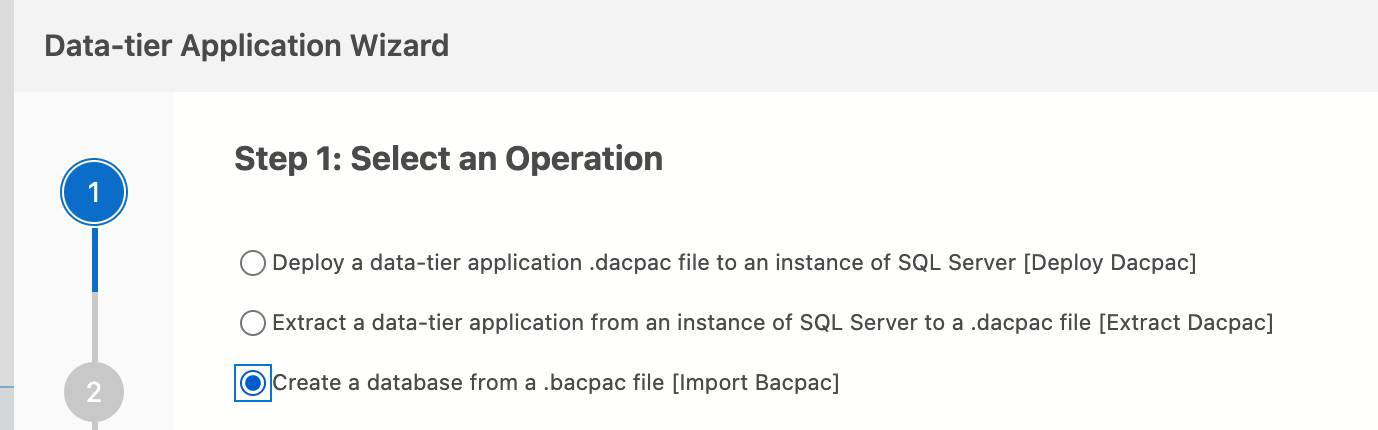 Data-tier Application Wizard
Step 1: Select an Operation
1
Deploy a data-tier application .dacpac file to an instance of SQL Server [Deploy Dacpac]
Extract a data-tier application from an instance of SQL Server to a .dacpac file [Extract Dacpac]
Create a database from a .bacpac file [Import Bacpac]
2